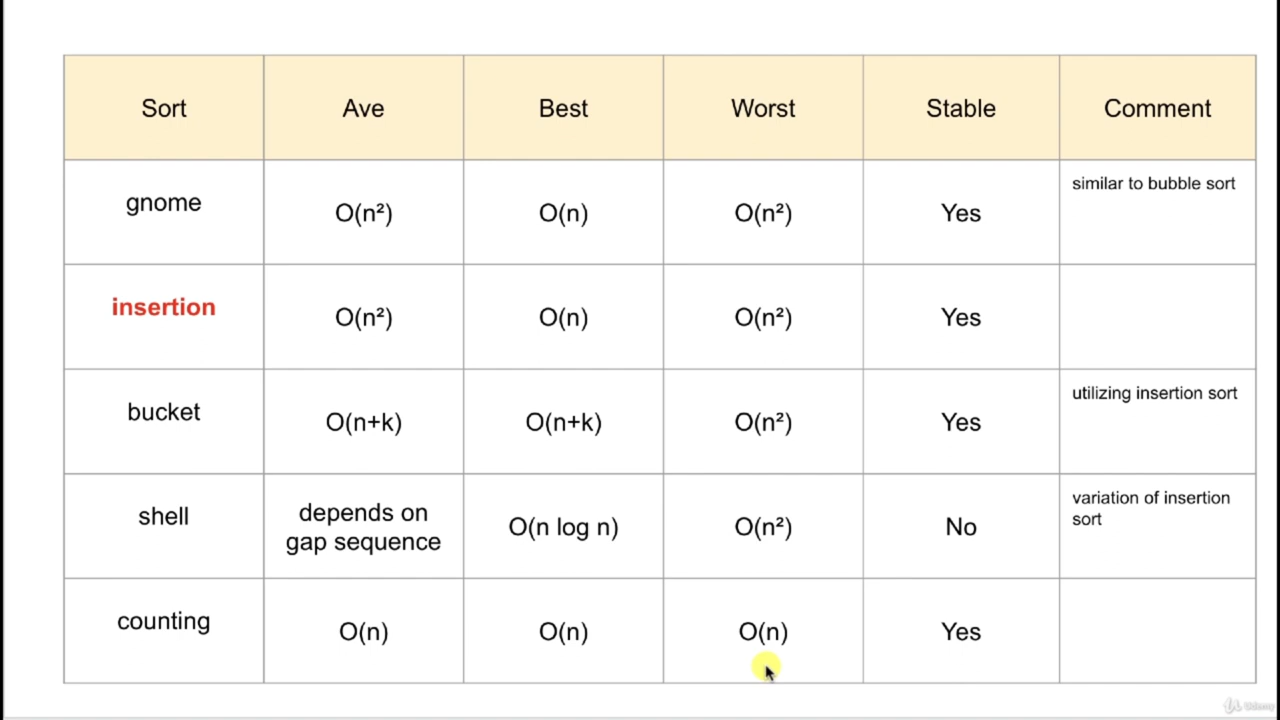 Sort Ave Best Worst Stable Comment
gnome O(n²) O(n) O(n²) Yes similar to bubble sort
insertion O(n²) O(n) O(n²) Yes
bucket O(n+k) O(n+k) O(n²) Yes utilizing insertion sort
shell depends on gap sequence O(n log n) O(n²) No variation of insertion sort
counting O(n) O(n) O(n) Yes
Udemy